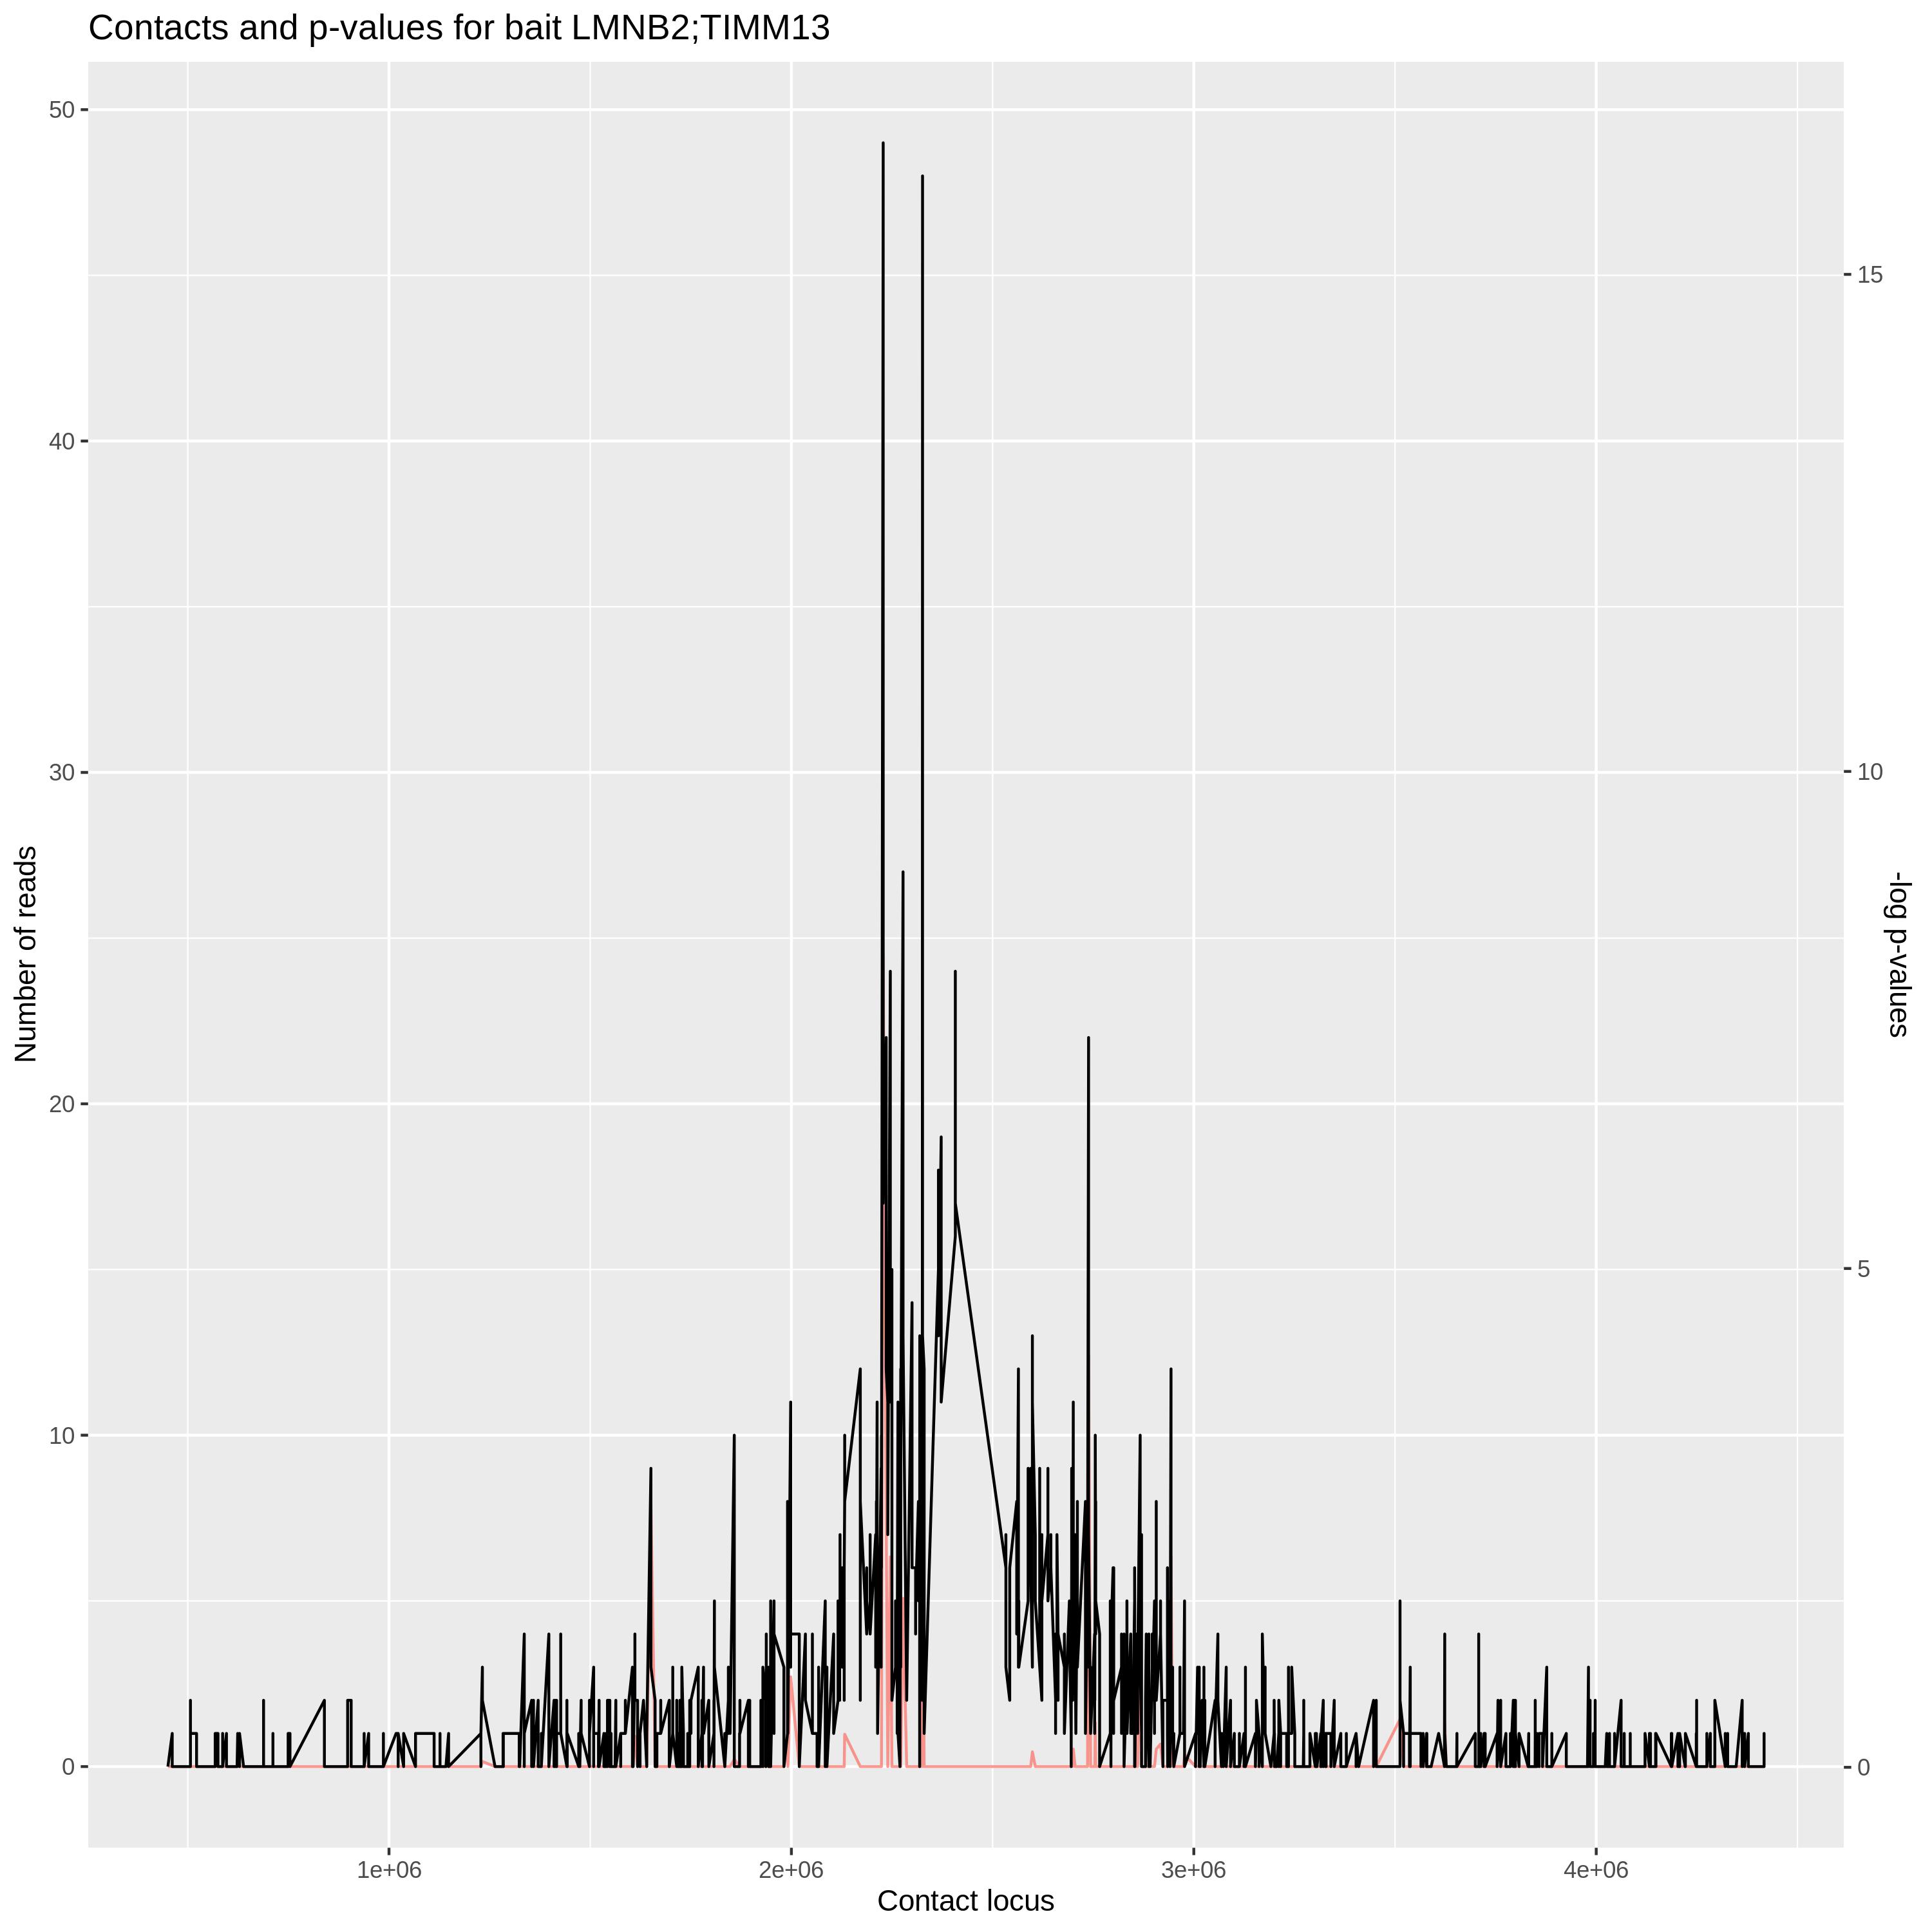 Contacts and p-values for bait LMNB2;TIMM13
50
40
30
20
10
0
15
10
5
0
Number of reads
-log p-values
1e+06
2e+06
3e+06
4e+06
Contact locus